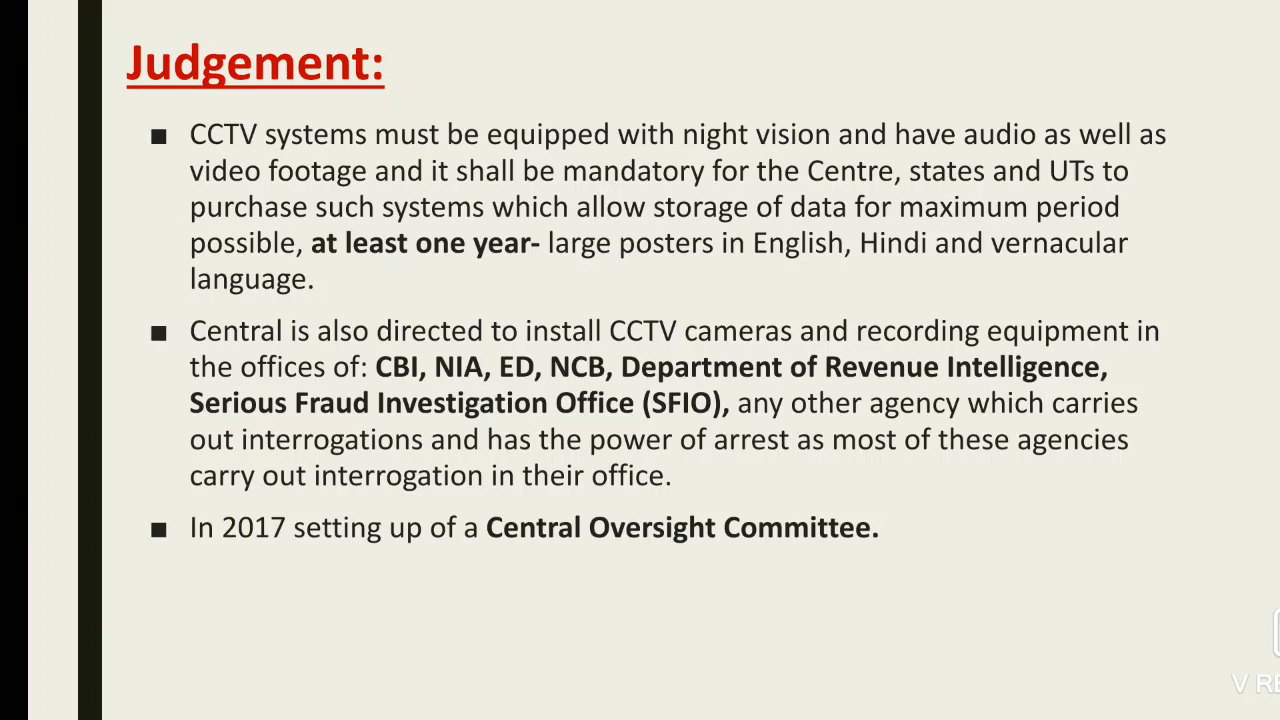 Judgement:
■ CCTV systems must be equipped with night vision and have audio as well as
video footage and it shall be mandatory for the Centre, states and UTs to
purchase such systems which allow storage of data for maximum period
possible, at least one year- large posters in English, Hindi and vernacular
language.
■ Central is also directed to install CCTV cameras and recording equipment in
the offices of: CBI, NIA, ED, NCB, Department of Revenue Intelligence,
Serious Fraud Investigation Office (SFIO), any other agency which carries
out interrogations and has the power of arrest as most of these agencies
carry out interrogation in their office.
■ In 2017 setting up of a Central Oversight Committee.